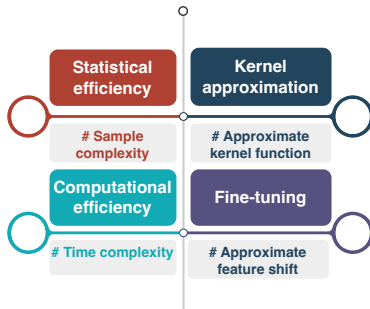 Statistical
efficiency
Kernel
approximation
# Sample
complexity
# Approximate
kernel function
Computational
efficiency
Fine-tuning
# Time complexity
# Approximate
feature shift